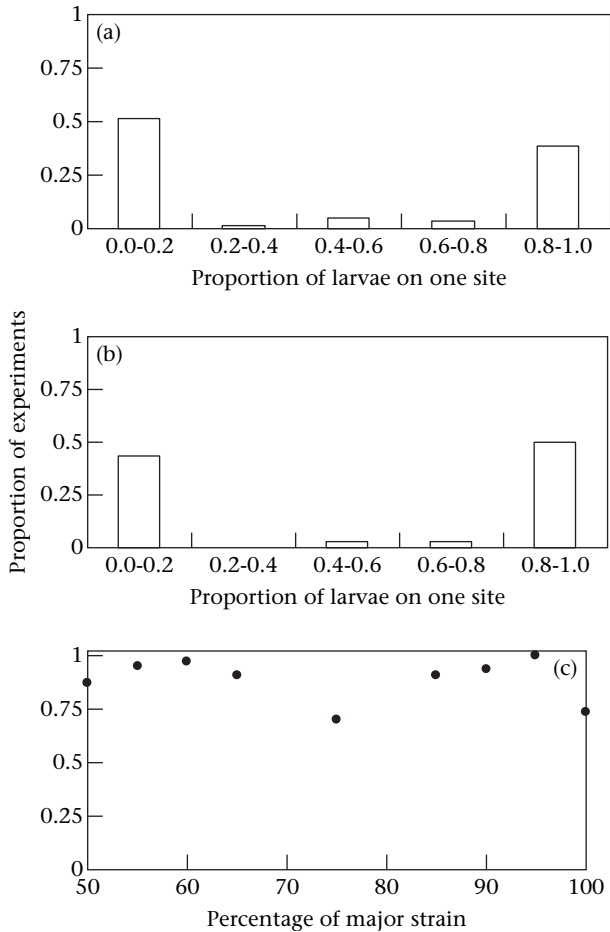 Proportion of experiments
(a)
1
0.75
0.5
0.25
0
0.0-0.2 0.2-0.4 0.4-0.6 0.6-0.8 0.8-1.0
Proportion of larvae on one site
(b)
1
0.75
0.5
0.25
0
0.0-0.2 0.2-0.4 0.4-0.6 0.6-0.8 0.8-1.0
Proportion of larvae on one site
(c)
1
0.75
0.5
0.25
0
50 60 70 80 90 100
Percentage of major strain